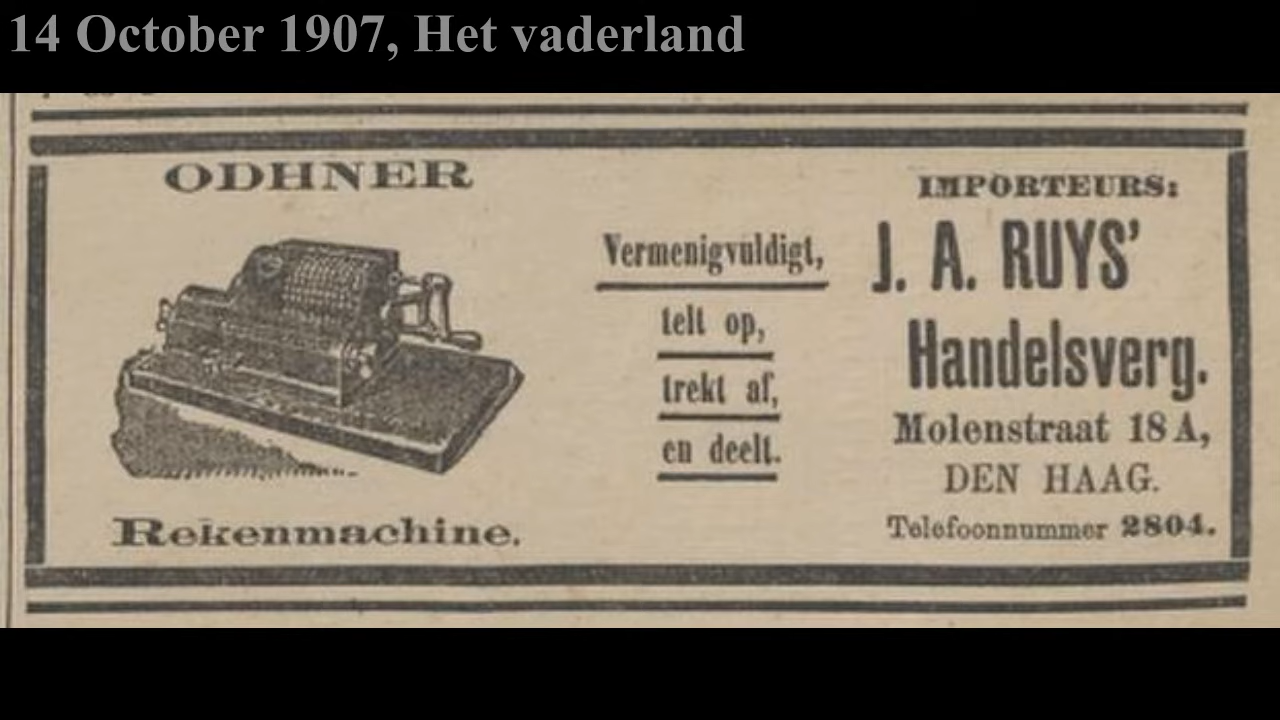 14 October 1907, Het vaderland
ODHNER
Rekenmachine.
Vermenigvuldigt,
telt op,
trekt af,
en deelt.
IMPORTEURS:
J. A. RUYS’
Handelsverg.
Molenstraat 18 A,
DEN HAAG.
Telefoonnummer 2804.